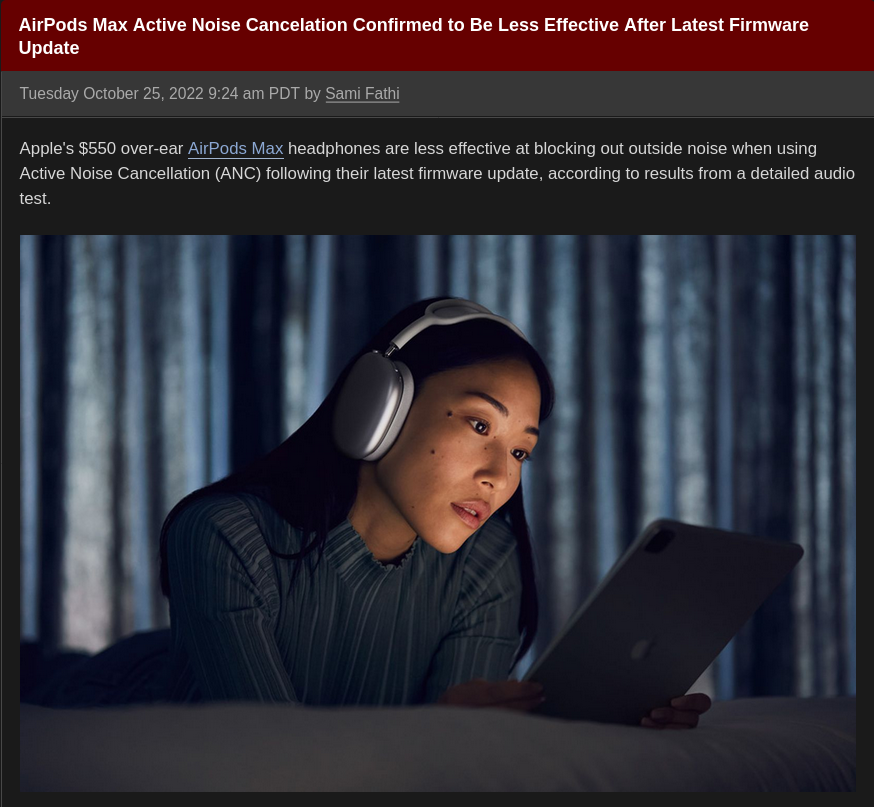 AirPods Max Active Noise Cancelation Confirmed to Be Less Effective After Latest Firmware
Update
Tuesday October 25, 2022 9:24 am PDT by Sami Fathi
Apple's $550 over-ear AirPods Max headphones are less effective at blocking out outside noise when using
Active Noise Cancellation (ANC) following their latest firmware update, according to results from a detailed audio
test.